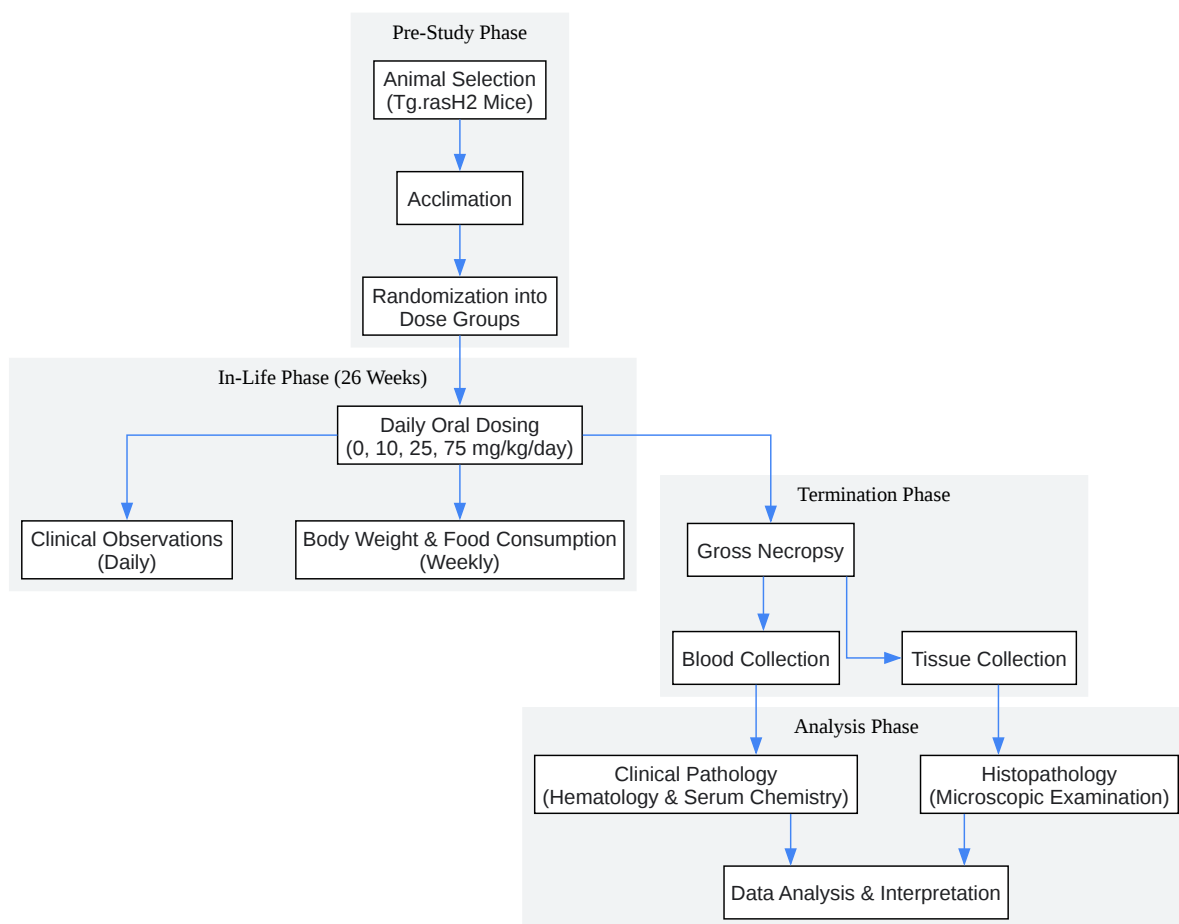 Pre-Study Phase
Animal Selection
(Tg.rasH2 Mice)
Acclimation
Randomization into
Dose Groups
In-Life Phase (26 Weeks)
Daily Oral Dosing
(0, 10, 25, 75 mg/kg/day)
Clinical Observations
(Daily)
Body Weight & Food Consumption
(Weekly)
Termination Phase
Gross Necropsy
Blood Collection
Tissue Collection
Analysis Phase
Clinical Pathology
(Hematology & Serum Chemistry)
Histopathology
(Microscopic Examination)
Data Analysis & Interpretation